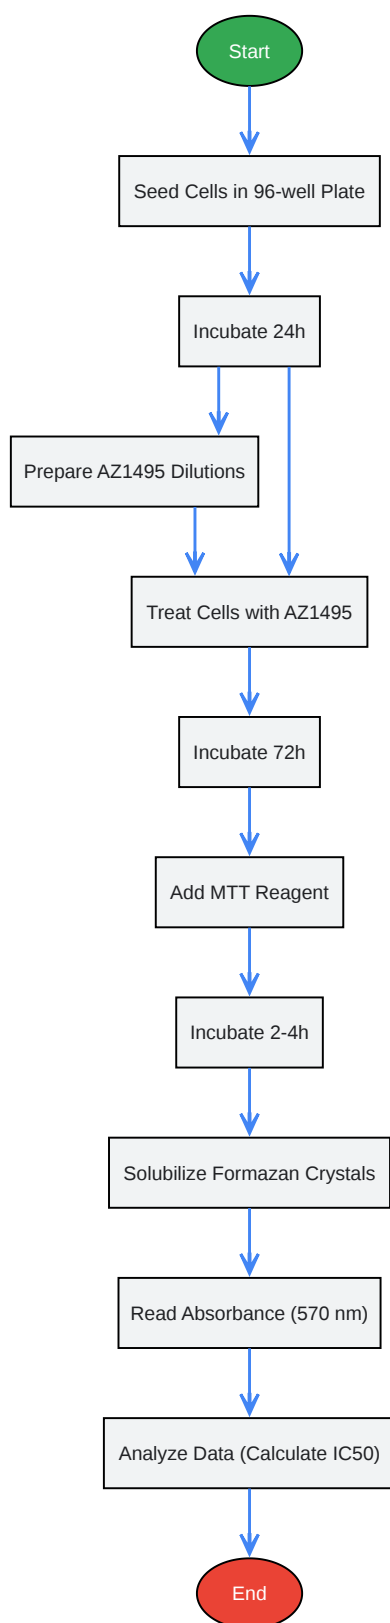 Start
Seed Cells in 96-well Plate
Incubate 24h
Prepare AZ1495 Dilutions
Treat Cells with AZ1495
Incubate 72h
Add MTT Reagent
Incubate 2-4h
Solubilize Formazan Crystals
Read Absorbance (570 nm)
Analyze Data (Calculate IC50)
End